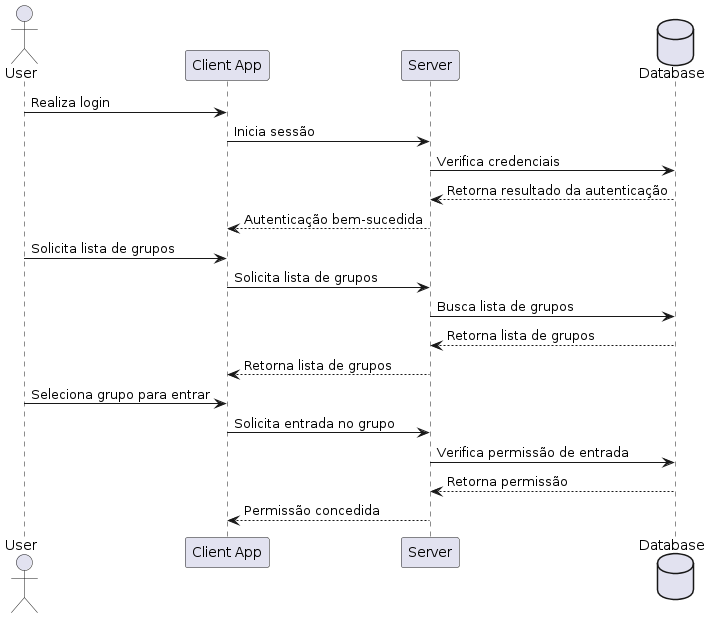 User
Client App
Server
Database
Realiza login
Inicia sessão
Verifica credenciais
Retorna resultado da autenticação
Autenticação bem-sucedida
Solicita lista de grupos
Solicita lista de grupos
Busca lista de grupos
Retorna lista de grupos
Retorna lista de grupos
Seleciona grupo para entrar
Solicita entrada no grupo
Verifica permissão de entrada
Retorna permissão
Permissão concedida
User
Client App
Server
Database